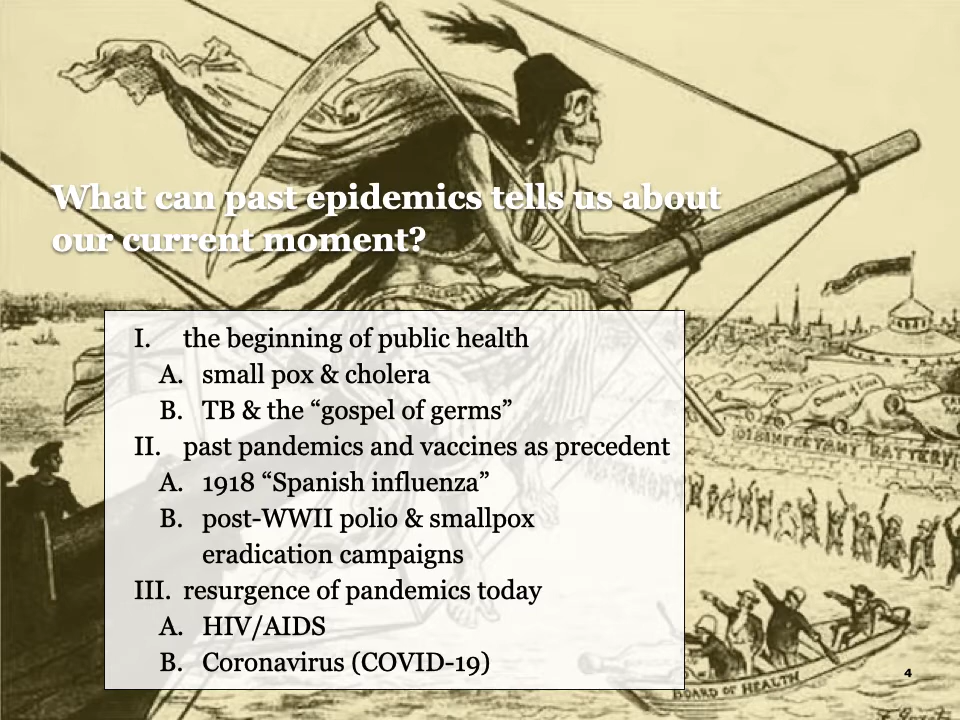 What can past epidemics tells us about
our current moment?
I. the beginning of public health
A. small pox & cholera
B. TB & the “gospel of germs”
II. past pandemics and vaccines as precedent
A. 1918 “Spanish influenza”
B. post-WWII polio & smallpox
eradication campaigns
III. resurgence of pandemics today
A. HIV/AIDS
B. Coronavirus (COVID-19)
DISINFECTANT BATTERY
BOARD OF HEALTH
4